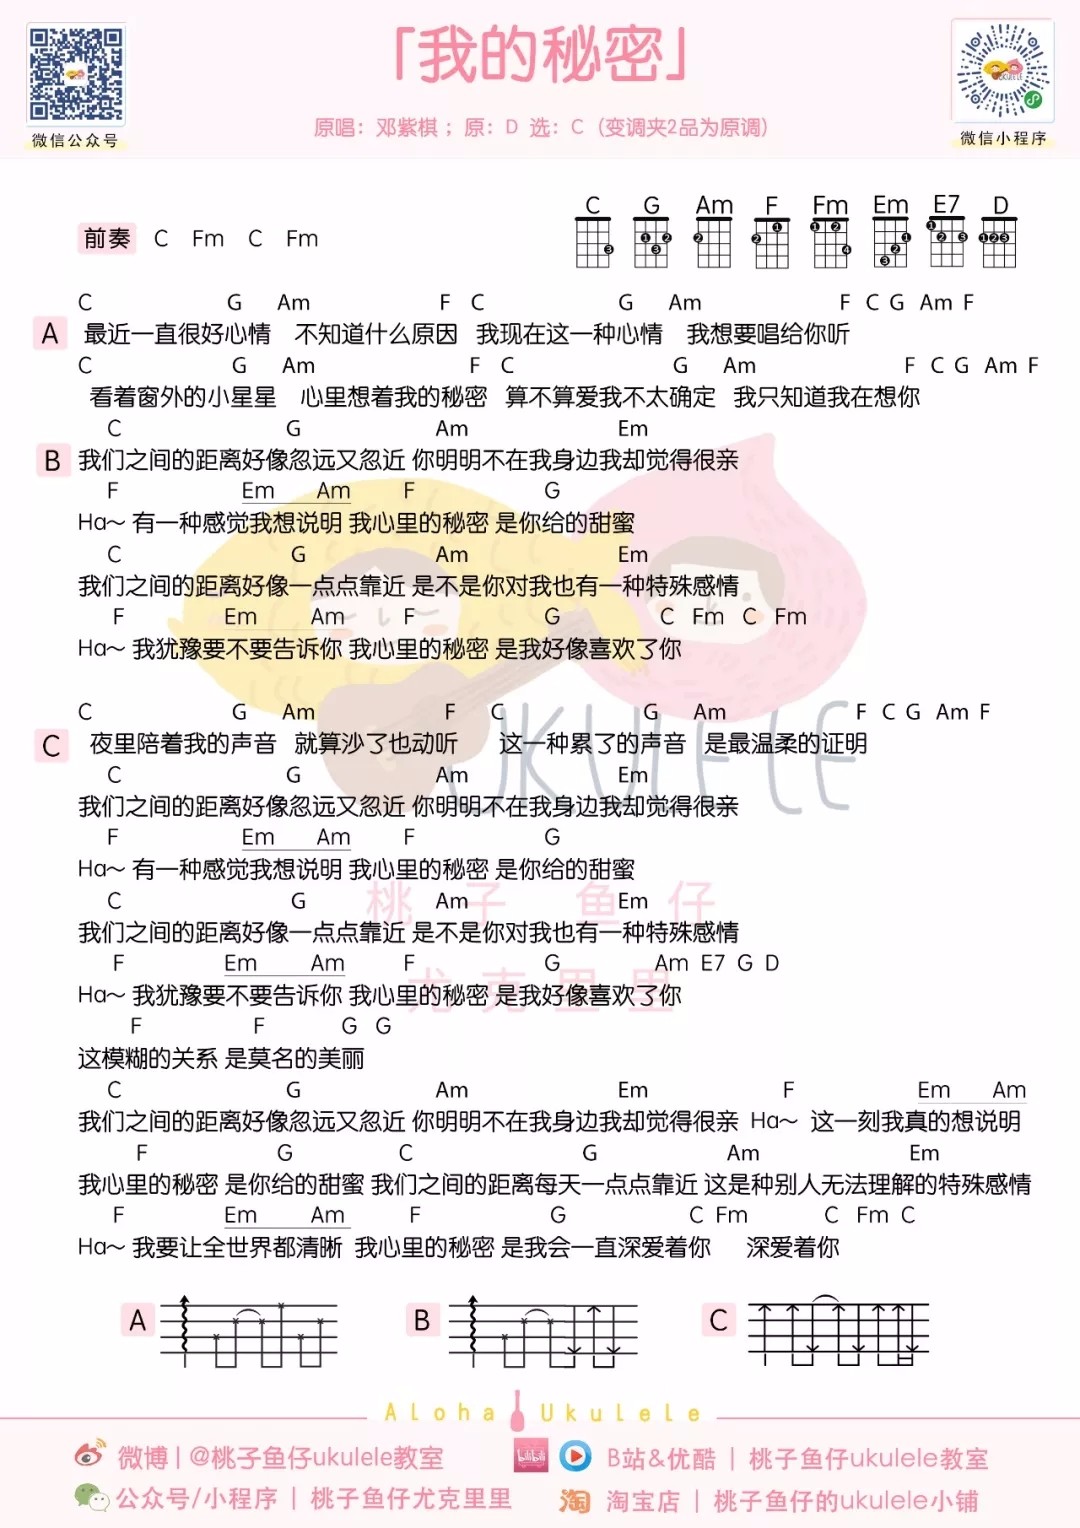 「我的秘密」
原唱：邓紫棋； 原：D 选：C（变调夹2品为原调）
微信公众号
微信小程序
C G Am F Fm Em E7 D
前奏 C Fm C Fm
C G Am F C G Am F C G Am F
A 最近一直很好心情 不知道什么原因 我现在这一种心情 我想要唱给你听
C G Am F C G Am F C G Am F
看着窗外的小星星 心里想着我的秘密 算不算爱我不太确定 我只知道我在想你
C G Am Em
B 我们之间的距离好像忽远又忽近 你明明不在我身边我却觉得很亲
F Em Am F G
Ha～ 有一种感觉我想说明 我心里的秘密 是你给的甜蜜
C G Am Em
我们之间的距离好像一点点靠近 是不是你对我也有一种特殊感情
F Em Am F G C Fm C Fm
Ha～ 我犹豫要不要告诉你 我心里的秘密 是我好像喜欢了你
C G Am F C G Am F C G Am F
C 夜里陪着我的声音 就算沙了也动听 这一种累了的声音 是最温柔的证明
C G Am Em
我们之间的距离好像忽远又忽近 你明明不在我身边我却觉得很亲
F Em Am F G
Ha～ 有一种感觉我想说明 我心里的秘密 是你给的甜蜜
C G Am Em
我们之间的距离好像一点点靠近 是不是你对我也有一种特殊感情
F Em Am F G Am E7 G D
Ha～ 我犹豫要不要告诉你 我心里的秘密 是我好像喜欢了你
F F G G
这模糊的关系 是莫名的美丽
C G Am Em F Em Am
我们之间的距离好像忽远又忽近 你明明不在我身边我却觉得很亲 Ha～ 这一刻我真的想说明
F G C G Am Em
我心里的秘密 是你给的甜蜜 我们之间的距离每天一点点靠近 这是种别人无法理解的特殊感情
F Em Am F G C Fm C Fm C
Ha～ 我要让全世界都清晰 我心里的秘密 是我会一直深爱着你 深爱着你
UKULELE
桃子鱼仔
尤克里里
A B C
Aloha Ukulele
微博 | @桃子鱼仔ukulele教室
B站&优酷 | 桃子鱼仔ukulele教室
公众号/小程序 | 桃子鱼仔尤克里里
淘 淘宝店 | 桃子鱼仔的ukulele小铺